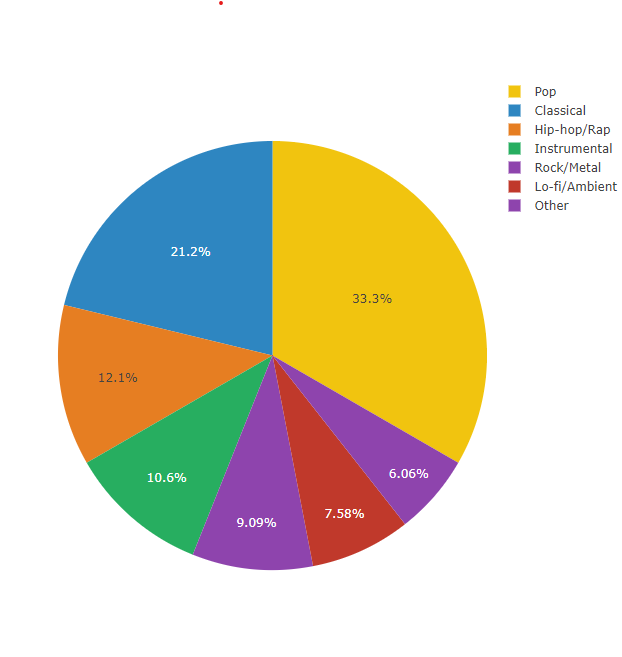 Pop
Classical
Hip-hop/Rap
Instrumental
Rock/Metal
Lo-fi/Ambient
Other
21.2%
33.3%
12.1%
10.6%
6.06%
7.58%
9.09%